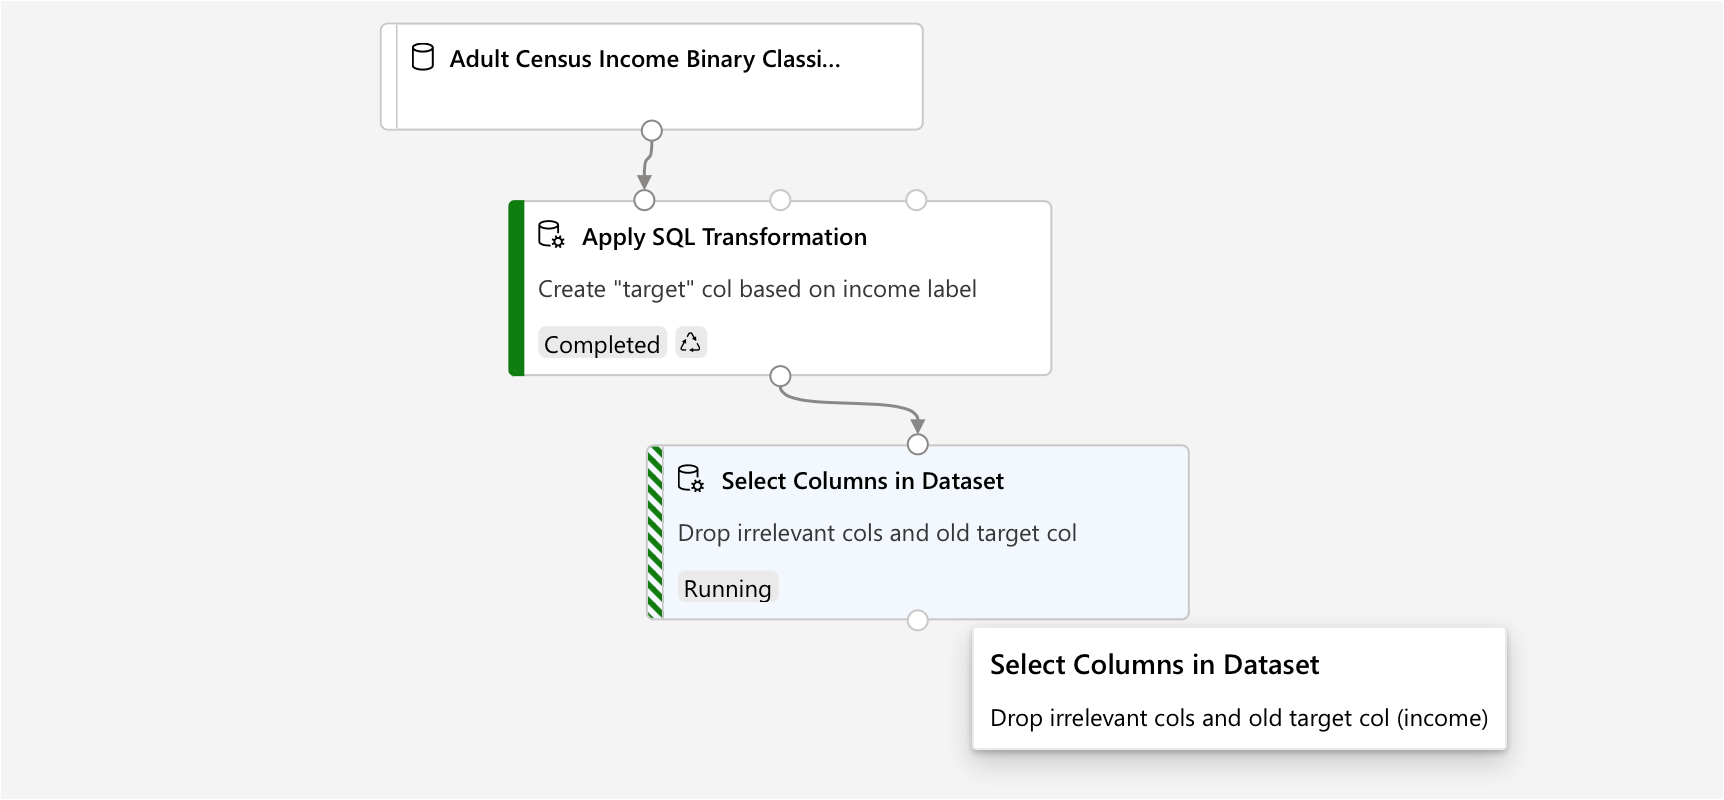 Adult Census Income Binary Classi...
Apply SQL Transformation
Create "target" col based on income label
Completed
Select Columns in Dataset
Drop irrelevant cols and old target col
Running
Select Columns in Dataset
Drop irrelevant cols and old target col (income)